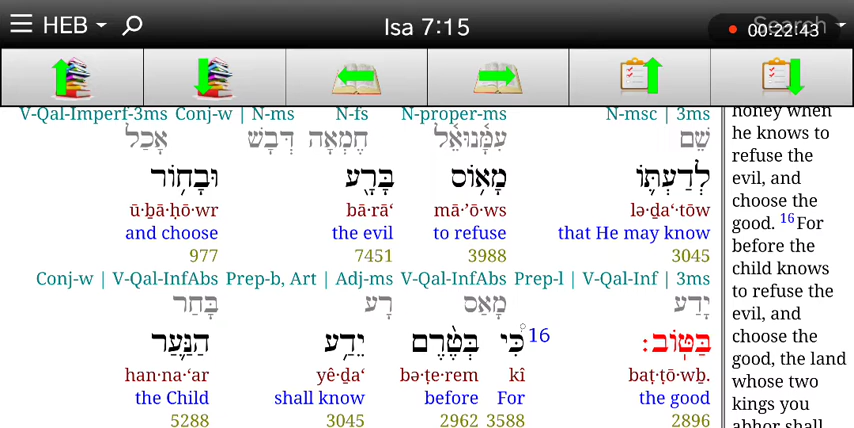 HEB
Isa 7:15
00:22:43
V-Qal-Imperf-3ms Conj-w | N-ms N-fs N-proper-ms N-msc | 3ms
אָכַל דְּבָשׁ חֶמְאָה עִמָּנוּאֵל שֵׁם
לְדַעְתּ֛וֹ מָא֥וֹס בָּרָ֖ע וּבָח֥וֹר
ū·ḇā·ḥō·wr bā·rā‘ mā·’ō·ws lə·ḏa‘·tōw
and choose the evil to refuse that He may know
977 7451 3988 3045
Conj-w | V-Qal-InfAbs Prep-b, Art | Adj-ms V-Qal-InfAbs Prep-l | V-Qal-Inf | 3ms
בָּחַר רָע מָאַס יָדַע
בַּטּֽוֹב׃ 16 כִּ֠י בְּטֶ֨רֶם יֵדַ֥ע הַנַּ֛עַר
han·na·‘ar yê·ḏa‘ bə·ṭe·rem kî baṭ·ṭō·wḇ.
the Child shall know before For the good
5288 3045 2962 3588 2896
honey when
he knows to
refuse the
evil, and
choose the
good. 16 For
before the
child knows
to refuse the
evil, and
choose the
good, the land
whose two
kings you
abhor shall